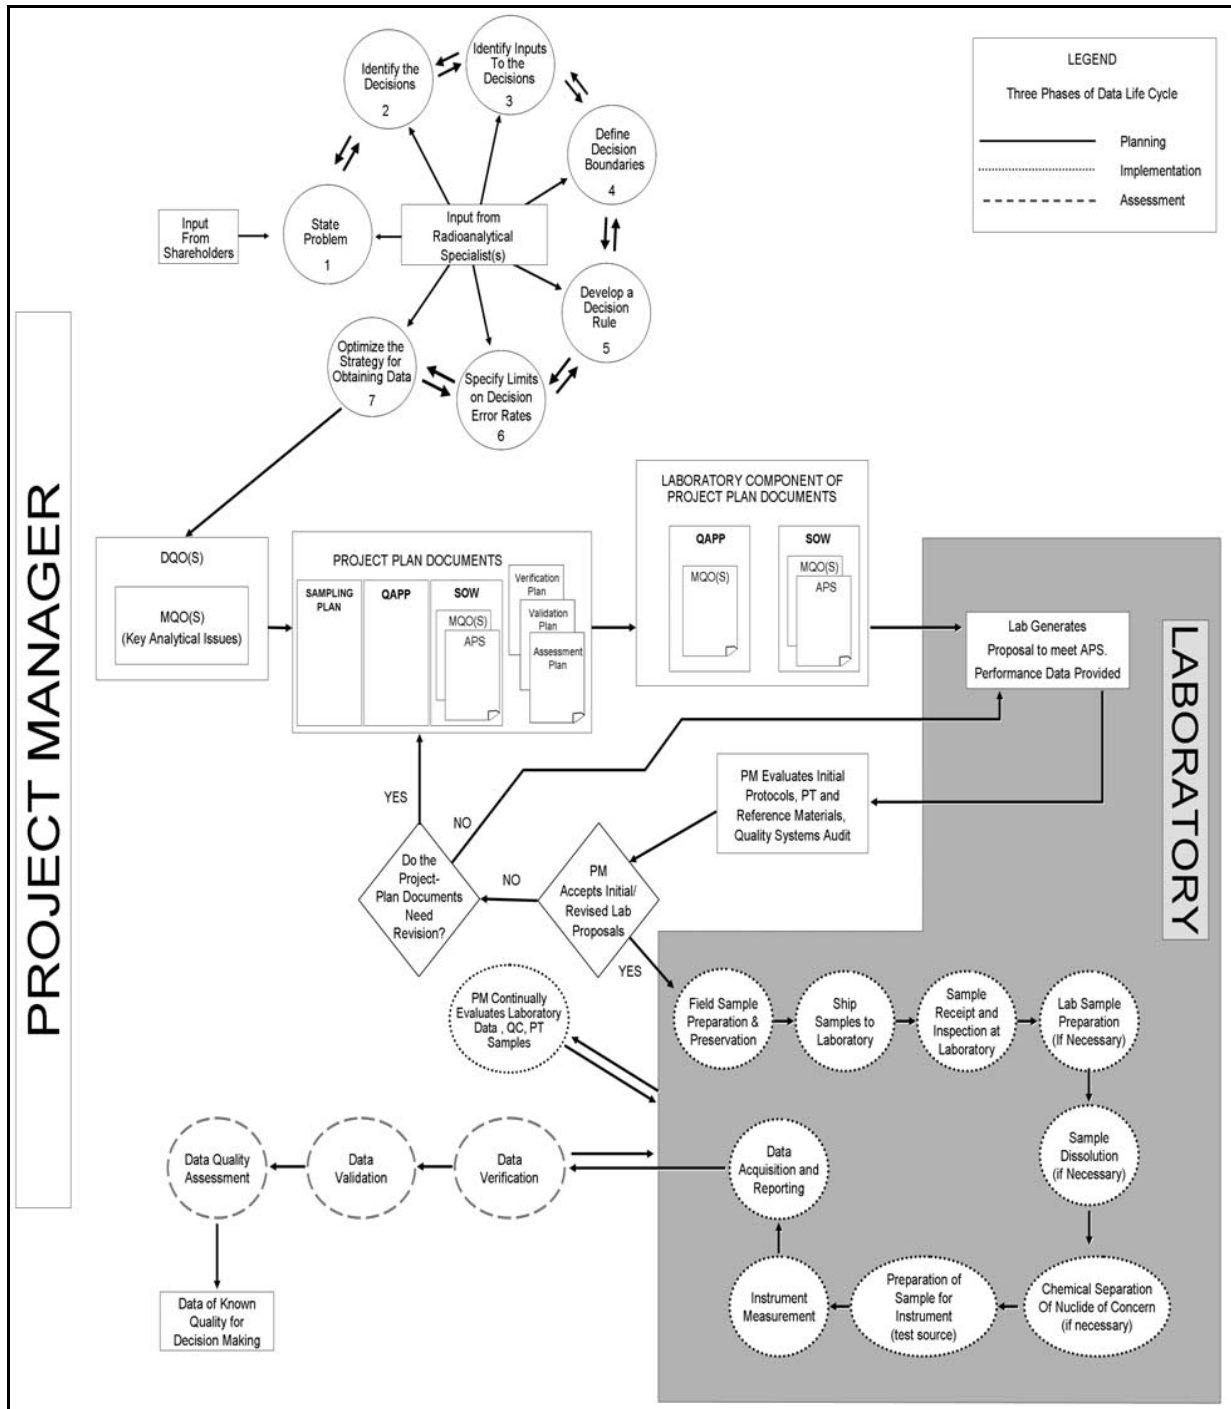 LEGEND
Three Phases of Data Life Cycle
Planning
Implementation
Assessment
Identify the
Decisions
2
Identify Inputs
To the
Decisions
3
Define
Decision
Boundaries
4
Input
From
Shareholders
State
Problem
1
Input from
Radioanalytical
Specialist(s)
Develop a
Decision
Rule
5
Optimize the
Strategy for
Obtaining Data
7
Specify Limits
on Decision
Error Rates
6
PROJECT MANAGER
DQO(S)
MQO(S)
(Key Analytical Issues)
PROJECT PLAN DOCUMENTS
SAMPLING
PLAN
QAPP
SOW
MQO(S)
APS
Verification
Plan
Validation
Plan
Assessment
Plan
LABORATORY COMPONENT OF
PROJECT PLAN DOCUMENTS
QAPP
MQO(S)
SOW
MQO(S)
APS
Lab Generates
Proposal to meet APS.
Performance Data Provided
LABORATORY
PM Evaluates Initial
Protocols, PT and
Reference Materials,
Quality Systems Audit
YES
NO
Do the
Project-
Plan Documents
Need
Revision?
NO
PM
Accepts Initial/
Revised Lab
Proposals
YES
PM Continually
Evaluates Laboratory
Data , QC, PT
Samples
Field Sample
Preparation &
Preservation
Ship
Samples to
Laboratory
Sample
Receipt and
Inspection at
Laboratory
Lab Sample
Preparation
(If Necessary)
Sample
Dissolution
(if Necessary)
Chemical Separation
Of Nuclide of Concern
(if necessary)
Preparation of
Sample for
Instrument
(test source)
Instrument
Measurement
Data
Acquisition and
Reporting
Data
Verification
Data
Validation
Data Quality
Assessment
Data of Known
Quality for
Decision Making